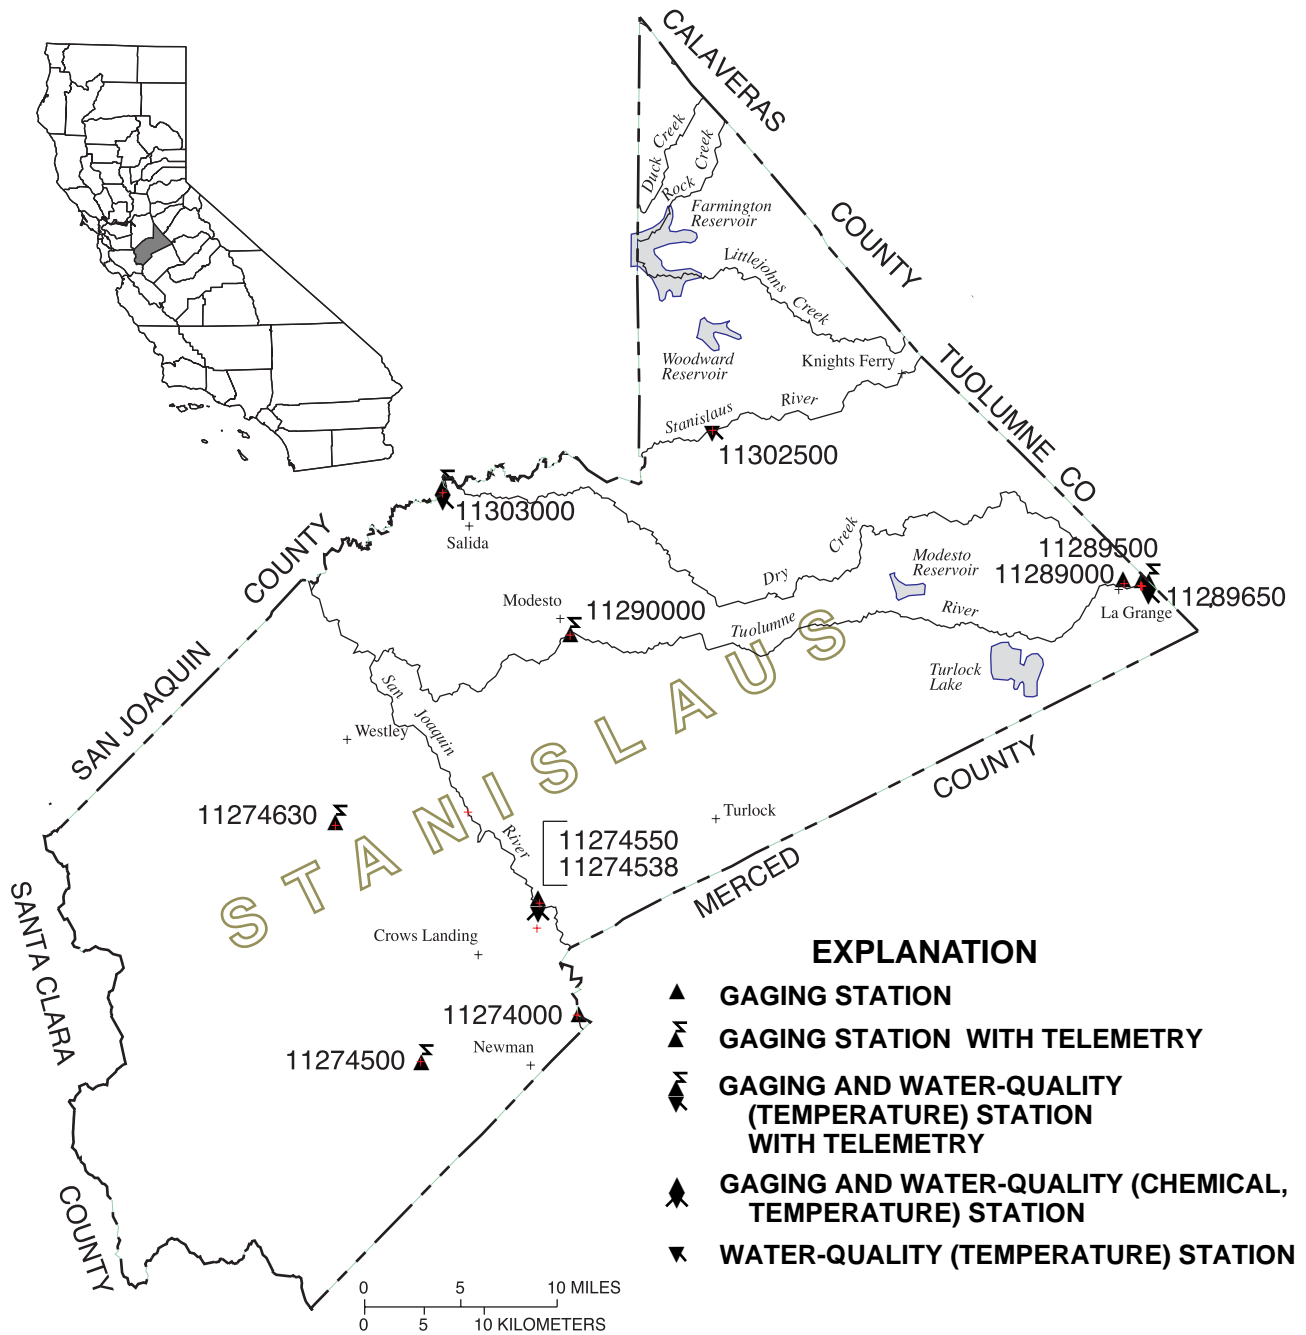 CALAVERAS
COUNTY
Duck Creek
Rock Creek
Farmington
Reservoir
Littlejohns Creek
Woodward
Reservoir
Knights Ferry
TUOLUMNE CO
Stanislaus River
11302500
11303000
Salida
COUNTY
SAN JOAQUIN
Dry Creek
Modesto
Reservoir
11289500
11289000
11289650
La Grange
Modesto
11290000
Tuolumne River
Turlock
Lake
San Joaquin River
Westley
STANISLAUS
COUNTY
MERCED
Turlock
11274630
11274550
11274538
Crows Landing
SANTA CLARA
COUNTY
11274000
Newman
11274500
EXPLANATION
GAGING STATION
GAGING STATION WITH TELEMETRY
GAGING AND WATER-QUALITY
(TEMPERATURE) STATION
WITH TELEMETRY
GAGING AND WATER-QUALITY (CHEMICAL,
TEMPERATURE) STATION
WATER-QUALITY (TEMPERATURE) STATION
0 5 10 MILES
0 5 10 KILOMETERS